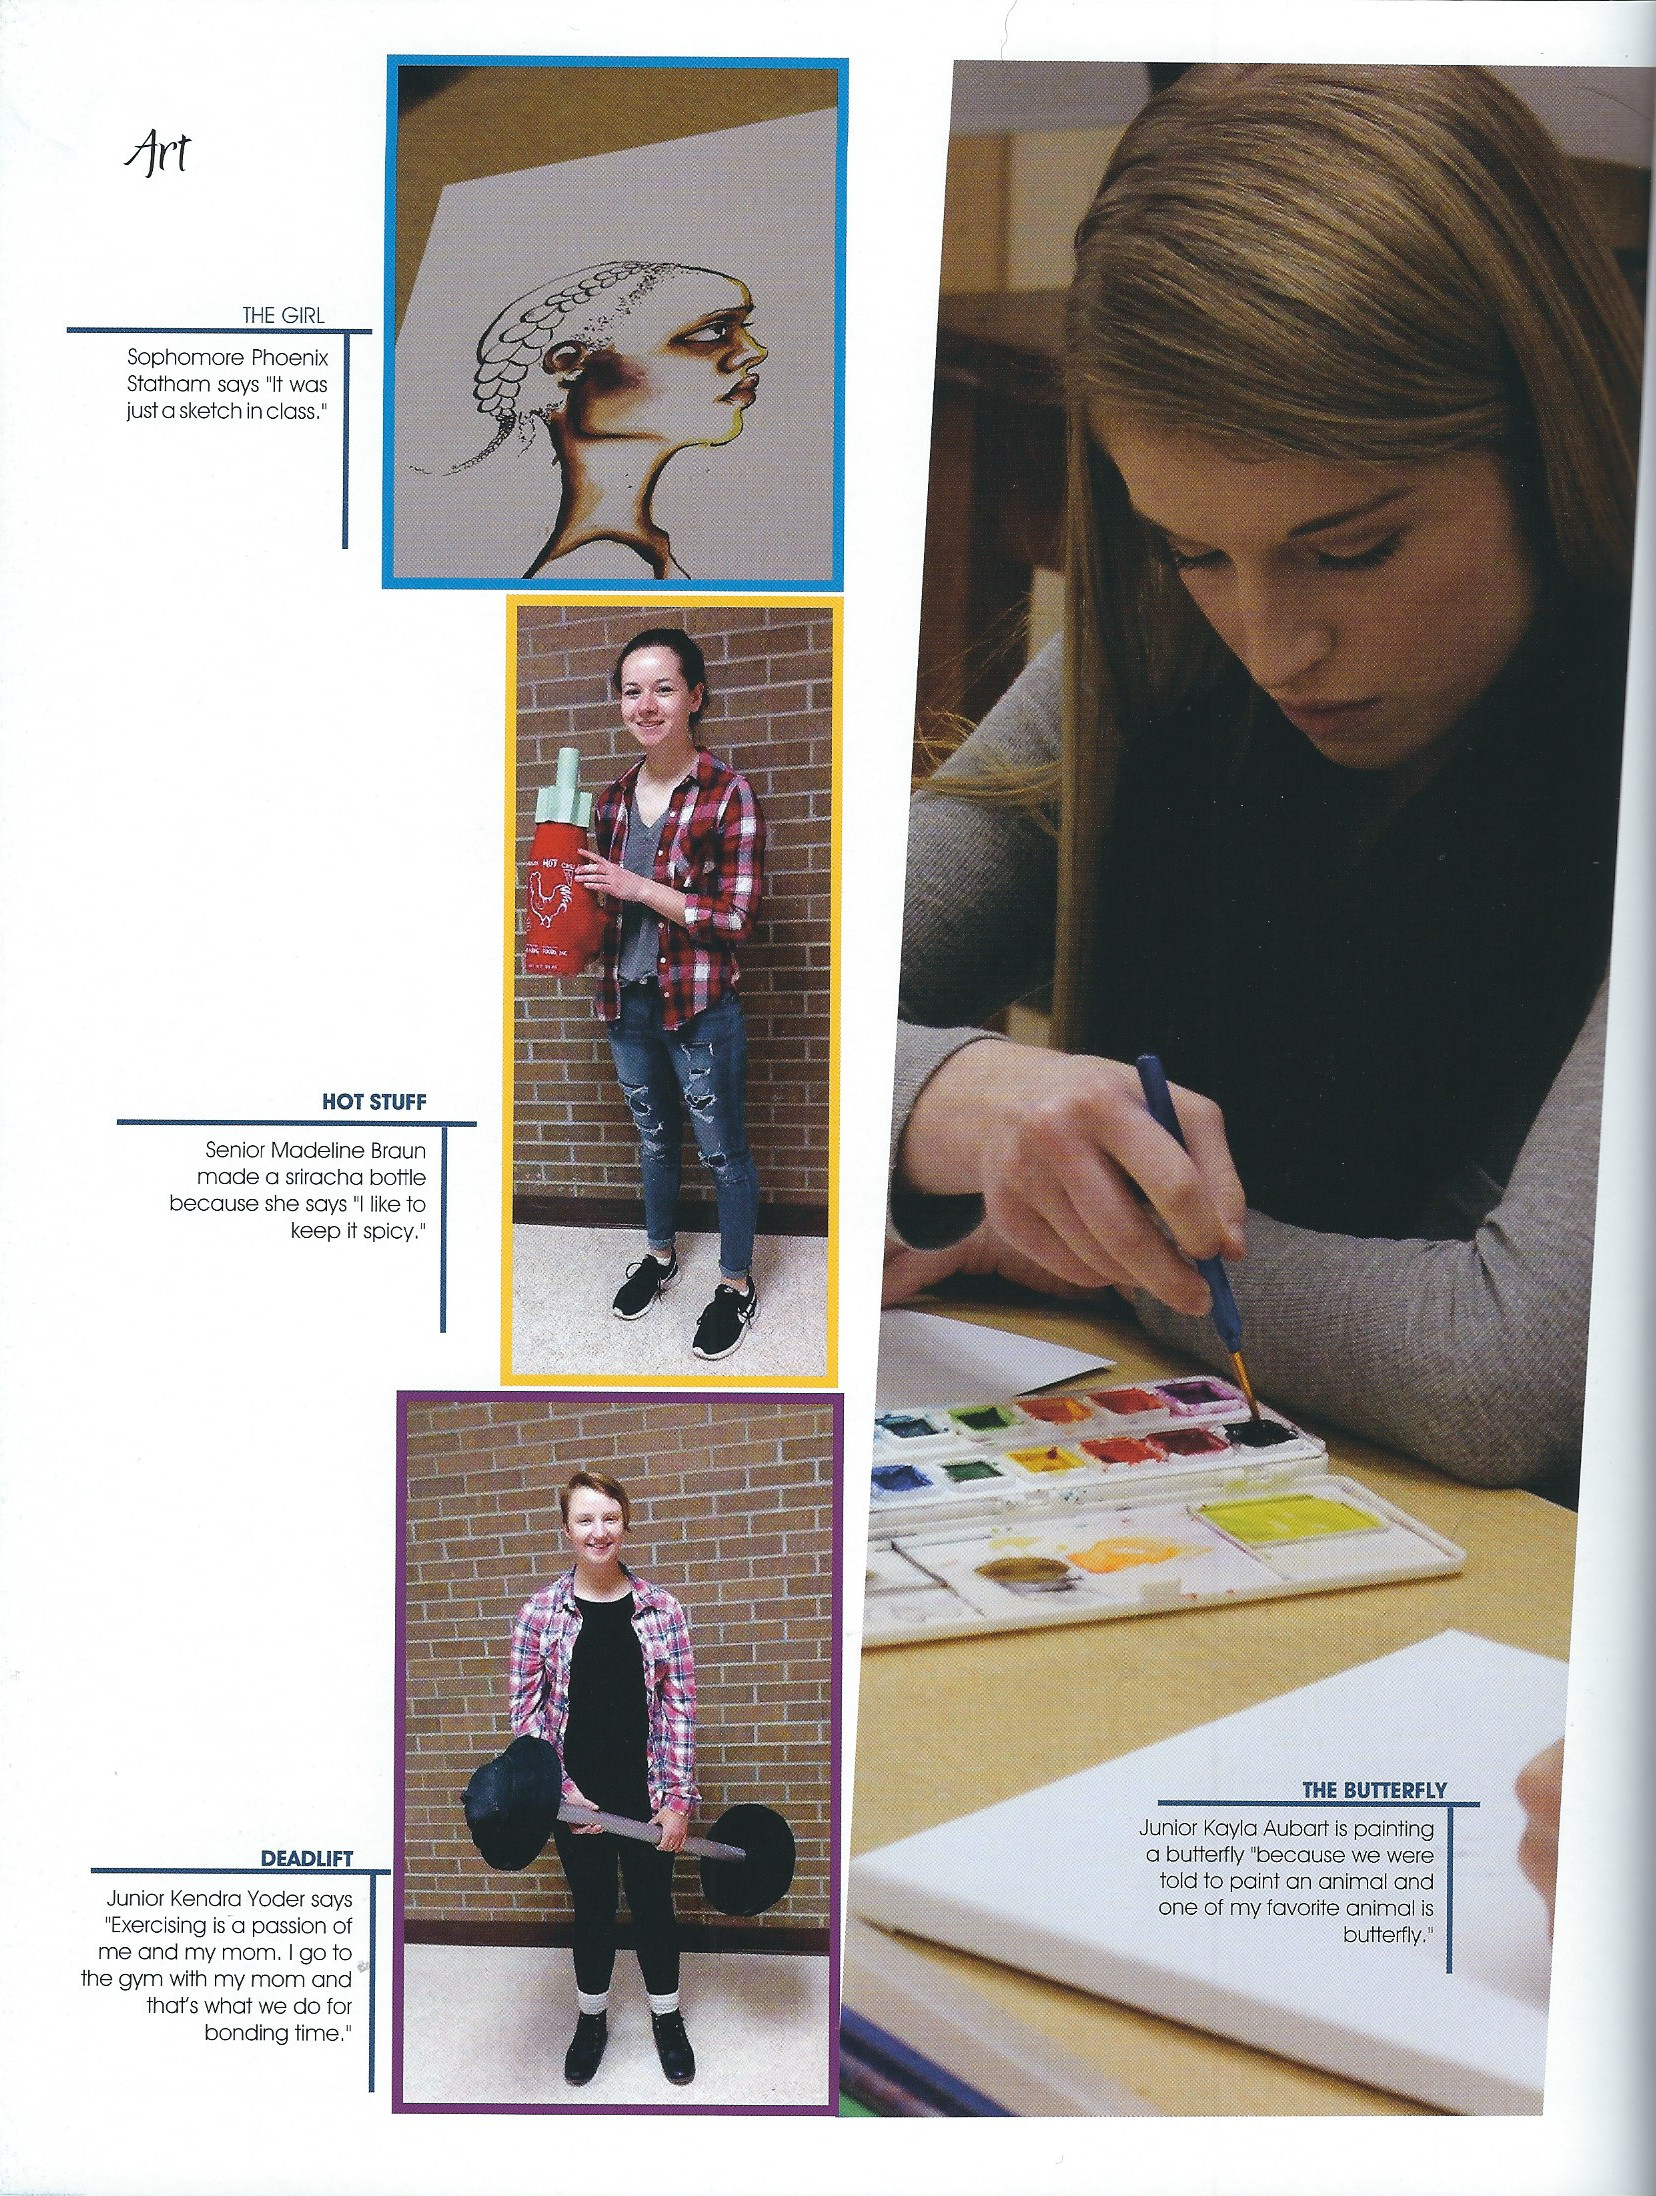 Art
THE GIRL
Sophomore Phoenix
Statham says "It was
just a sketch in class."
HOT STUFF
Senior Madeline Braun
made a sriracha bottle
because she says "I like to
keep it spicy."
HOT
DEADLIFT
Junior Kendra Yoder says
"Exercising is a passion of
me and my mom. I go to
the gym with my mom and
that's what we do for
bonding time."
THE BUTTERFLY
Junior Kayla Aubart is painting
a butterfly "because we were
told to paint an animal and
one of my favorite animal is
butterfly."